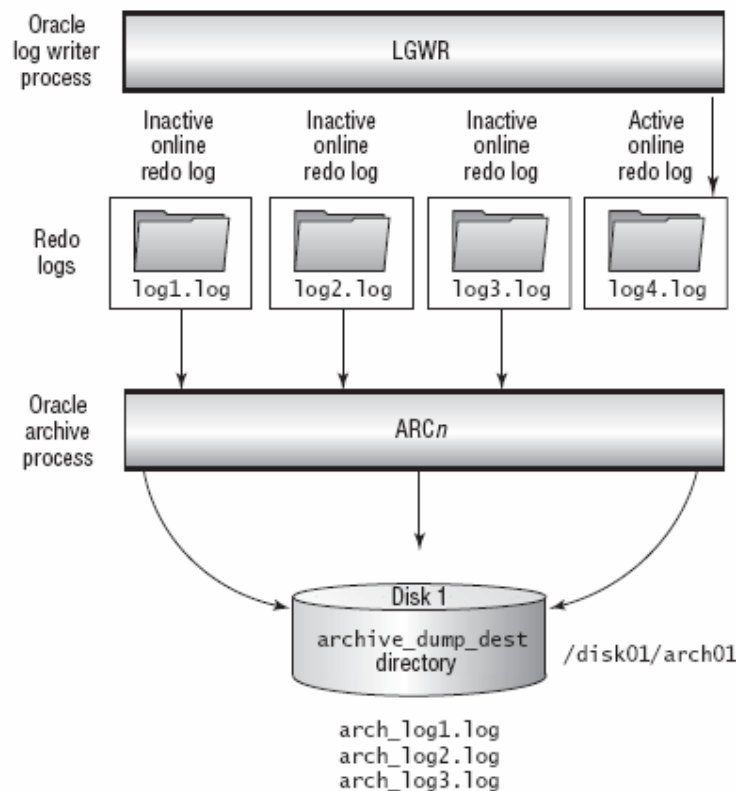 Oracle
log writer
process
LGWR
Inactive
online
redo log
Inactive
online
redo log
Inactive
online
redo log
Active
online
redo log
Redo
logs
log1.log
log2.log
log3.log
log4.log
Oracle
archive
process
ARCn
Disk 1
archive_dump_dest
directory
/disk01/arch01
arch_log1.log
arch_log2.log
arch_log3.log